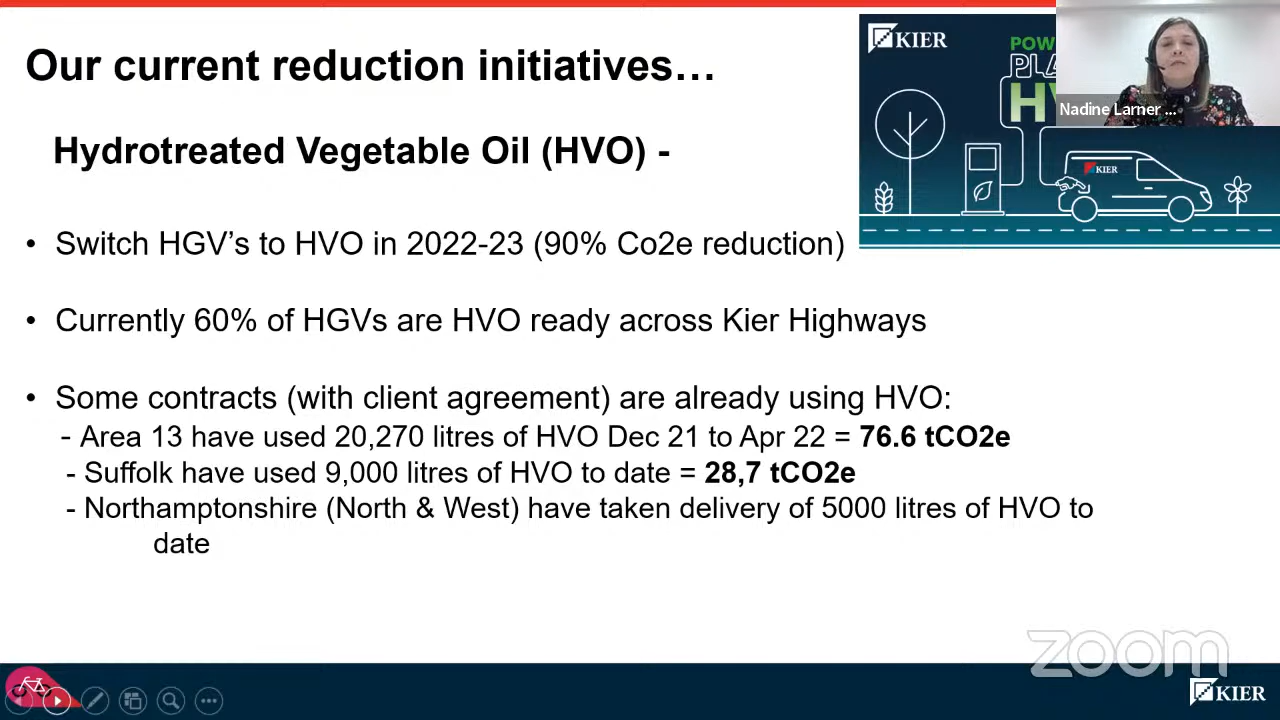 Our current reduction initiatives…
KIER
POW
PLA
HV
KIER
Nadine Larner ...
Hydrotreated Vegetable Oil (HVO) -
• Switch HGV’s to HVO in 2022-23 (90% Co2e reduction)
• Currently 60% of HGVs are HVO ready across Kier Highways
• Some contracts (with client agreement) are already using HVO:
- Area 13 have used 20,270 litres of HVO Dec 21 to Apr 22 = 76.6 tCO2e
- Suffolk have used 9,000 litres of HVO to date = 28,7 tCO2e
- Northamptonshire (North & West) have taken delivery of 5000 litres of HVO to
date
zoom
KIER